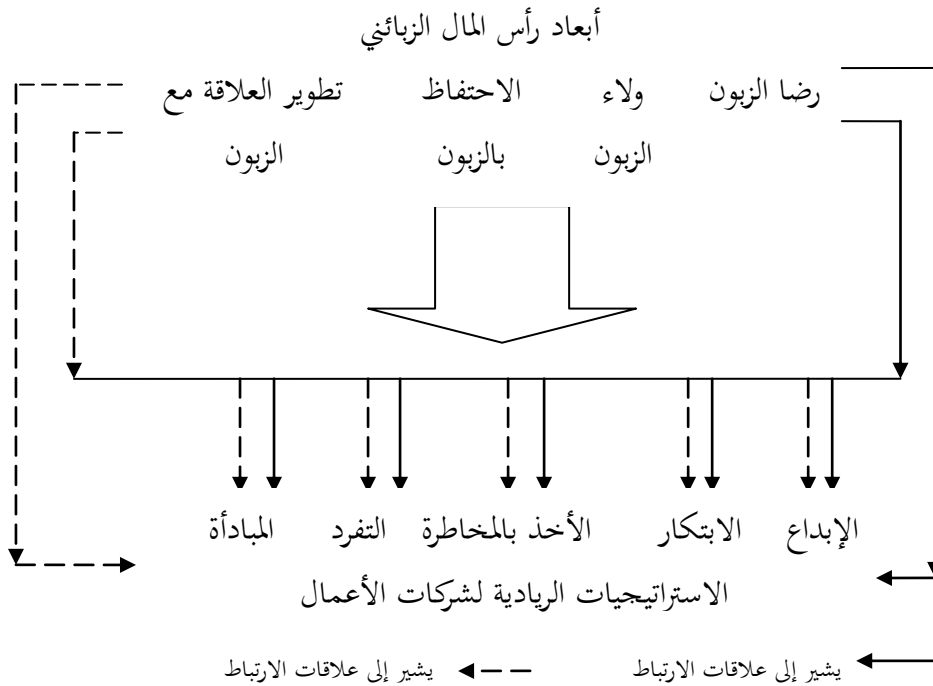 أبعاد رأس المال الزبائني
رضا الزبون ولاء الاحتفاظ تطوير العلاقة مع
الزبون بالزبون الزبون
الإبداع الابتكار الأخذ بالمخاطرة التفرد المبادأة
الاستراتيجيات الريادية لشركات الأعمال
يشير إلى علاقات الارتباط يشير إلى علاقات الارتباط